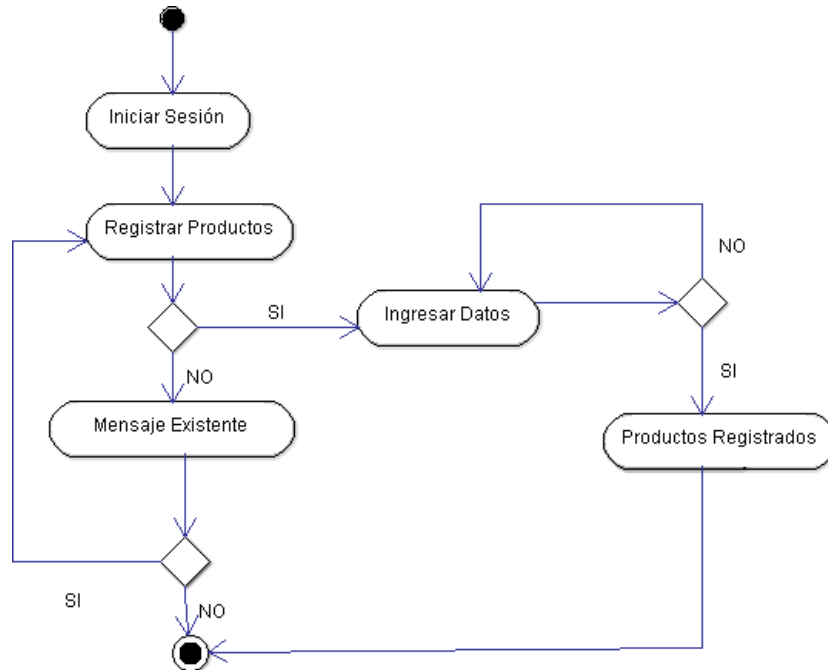 Iniciar Sesión
Registrar Productos
NO
SI
Ingresar Datos
NO
SI
Mensaje Existente
Productos Registrados
SI
NO